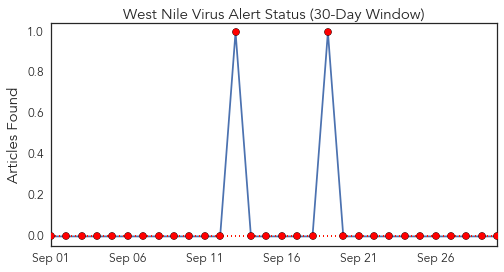 West Nile Virus Alert Status (30-Day Window)
Articles Found
1.0
0.8
0.6
0.4
0.2
0.0
Sep 01 Sep 06 Sep 11 Sep 16 Sep 21 Sep 26